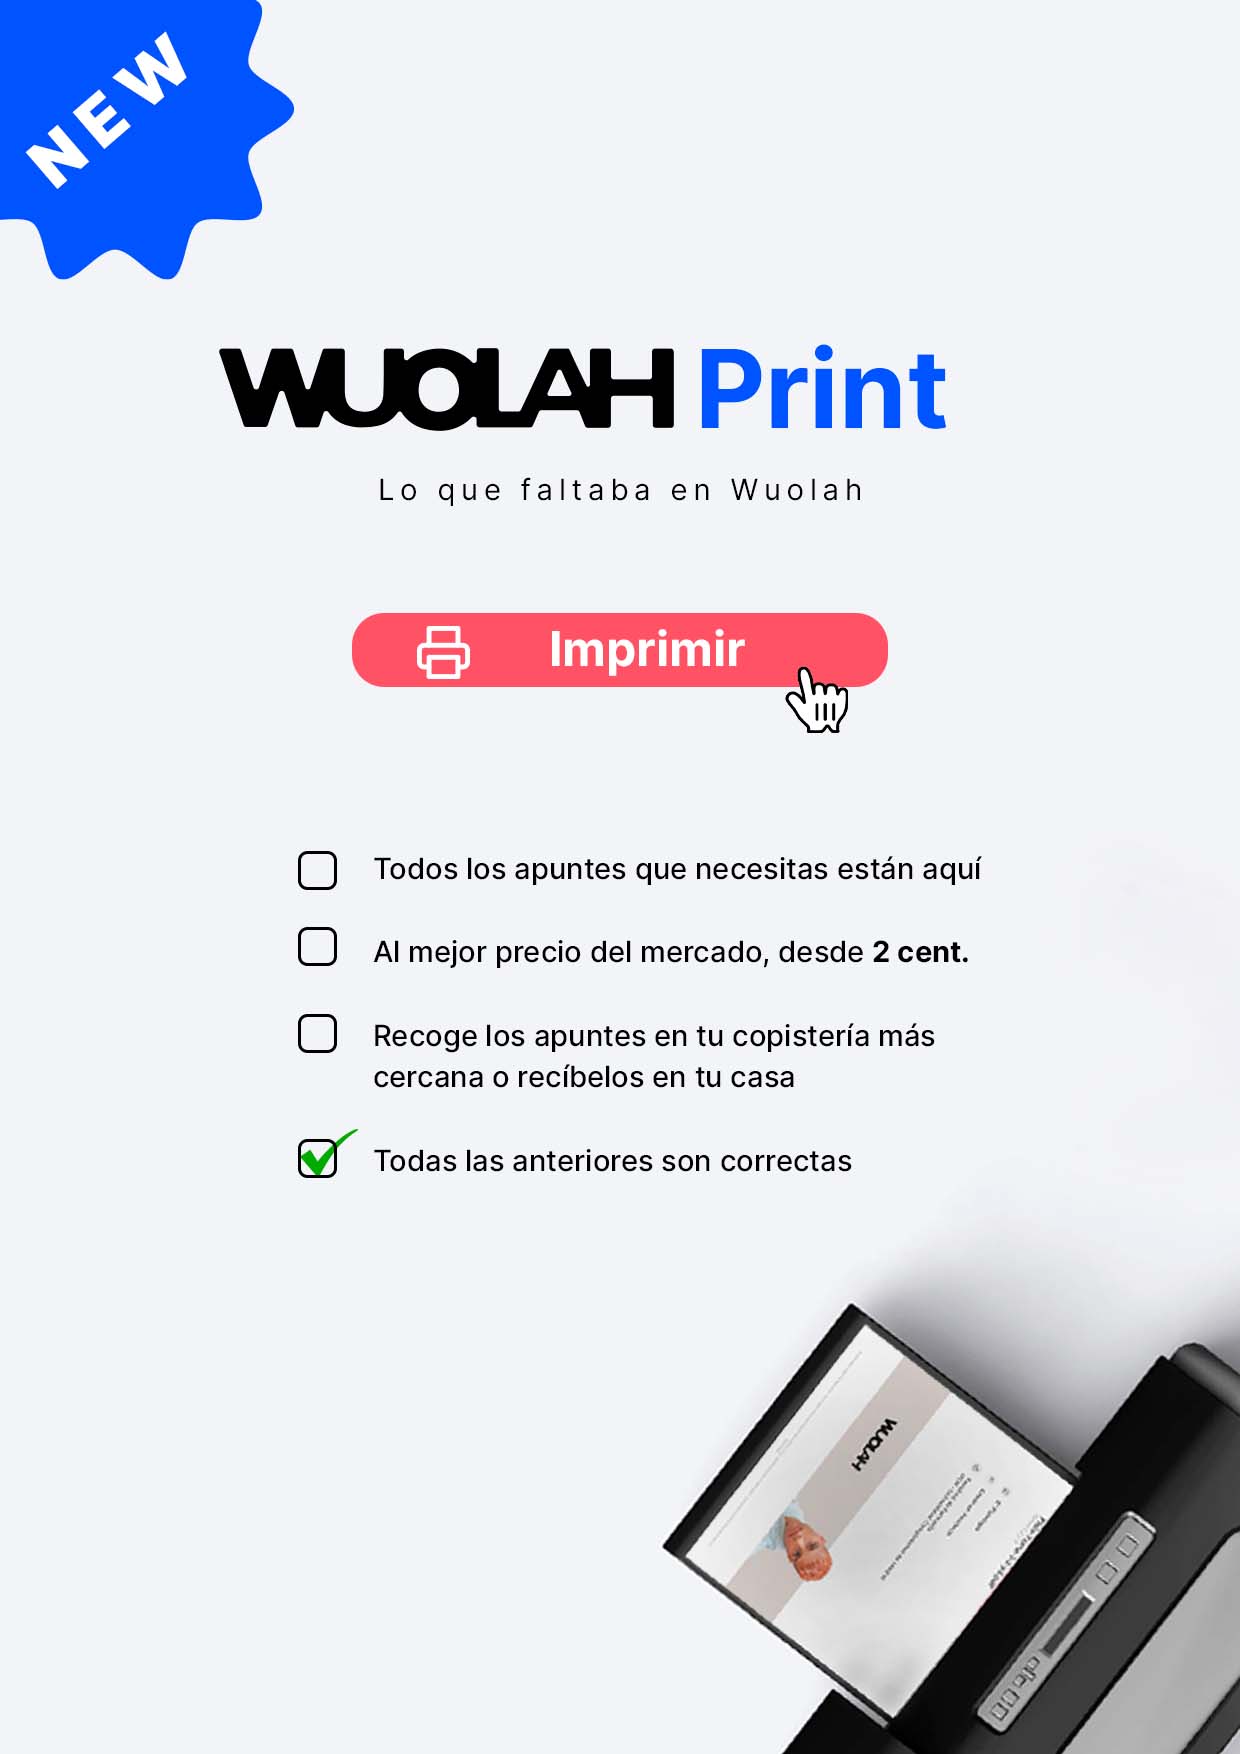 NEW
WUOLAH Print
Lo que faltaba en Wuolah
Imprimir
Todos los apuntes que necesitas están aquí
Al mejor precio del mercado, desde 2 cent.
Recoge los apuntes en tu copistería más
cercana o recíbelos en tu casa
Todas las anteriores son correctas
WUOLAH